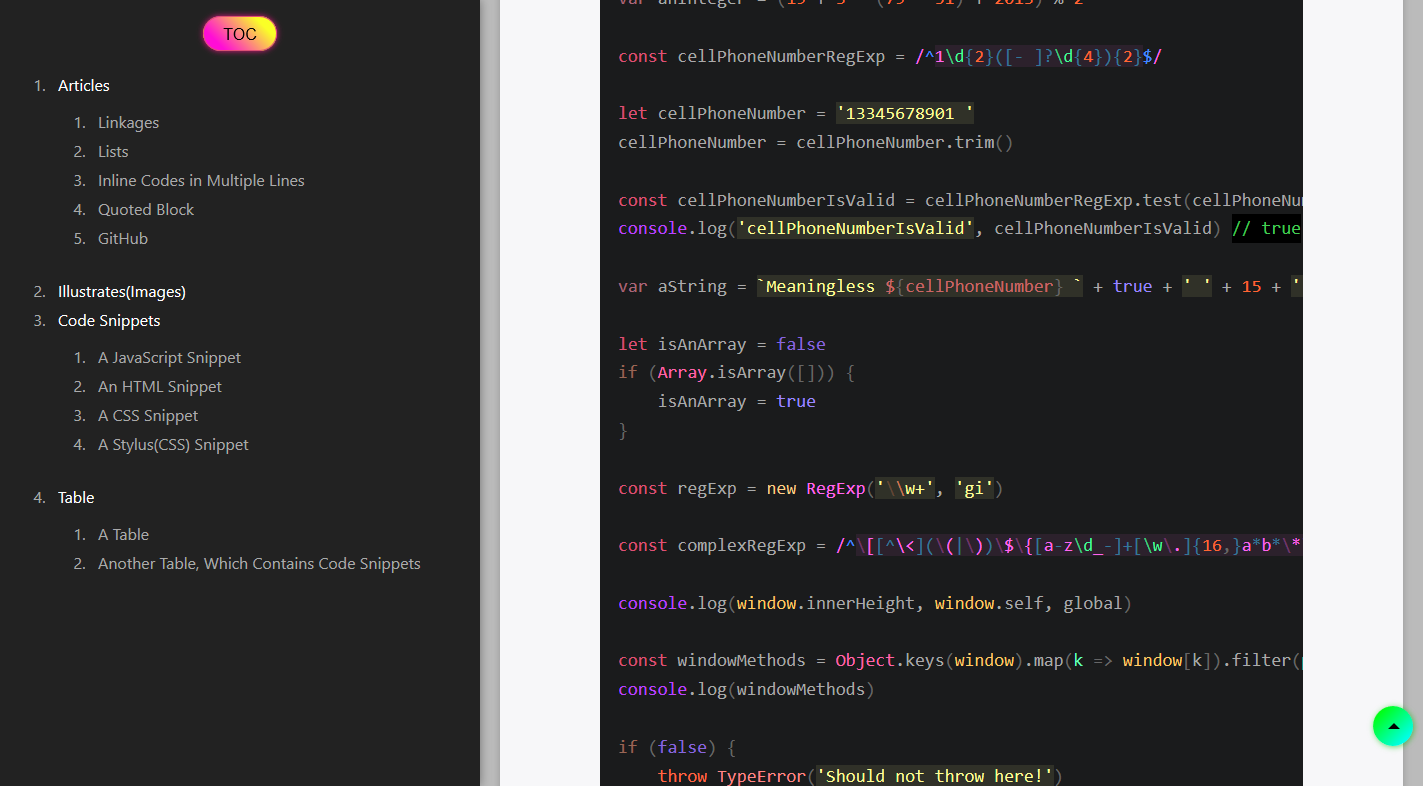 TOC
1. Articles
1. Linkages
2. Lists
3. Inline Codes in Multiple Lines
4. Quoted Block
5. GitHub
2. Illustrates(Images)
3. Code Snippets
1. A JavaScript Snippet
2. An HTML Snippet
3. A CSS Snippet
4. A Stylus(CSS) Snippet
4. Table
1. A Table
2. Another Table, Which Contains Code Snippets
const cellPhoneNumberRegExp = /^1\d{2}([- ]?\d{4}){2}$/
let cellPhoneNumber = '13345678901 '
cellPhoneNumber = cellPhoneNumber.trim()
const cellPhoneNumberIsValid = cellPhoneNumberRegExp.test(cellPhoneNu
console.log('cellPhoneNumberIsValid', cellPhoneNumberIsValid) // true
var aString = `Meaningless ${cellPhoneNumber} ` + true + ' ' + 15 + '
let isAnArray = false
if (Array.isArray([])) {
    isAnArray = true
}
const regExp = new RegExp('\\w+', 'gi')
const complexRegExp = /^\[[^\<](\(|\))\$\{[a-z\d_-]+[\w\.]{16,}a*b*\*
console.log(window.innerHeight, window.self, global)
const windowMethods = Object.keys(window).map(k => window[k]).filter(
console.log(windowMethods)
if (false) {
    throw TypeError('Should not throw here!')